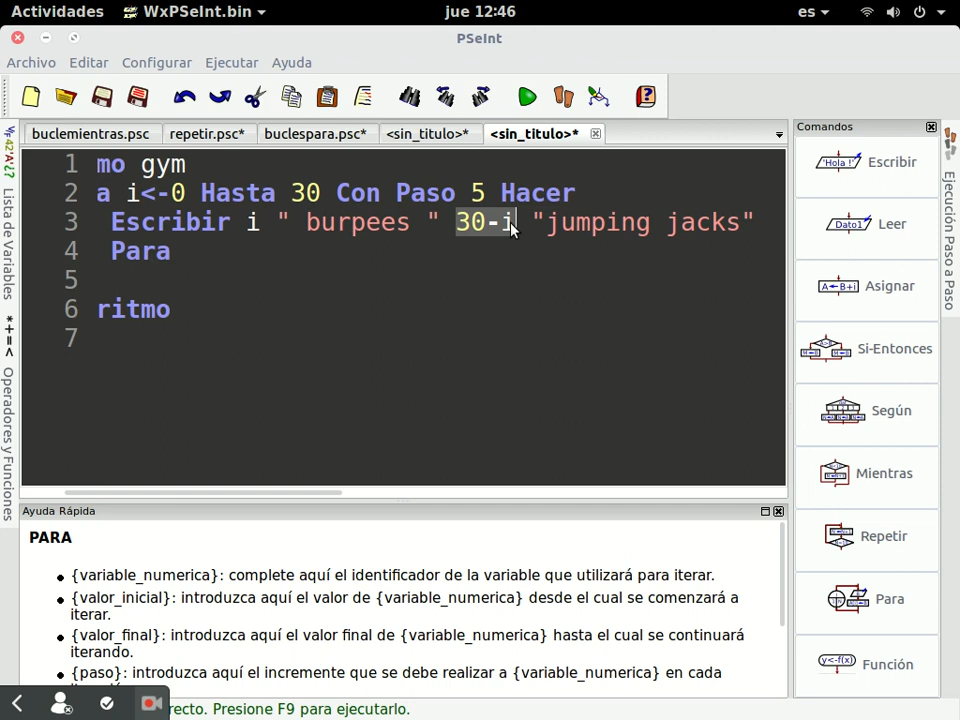 Actividades WxPSeInt.bin jue 12:46 es
PSeInt
Archivo Editar Configurar Ejecutar Ayuda
buclemientras.psc repetir.psc* buclespara.psc* <sin_titulo>* <sin_titulo>*
Lista de Variables
*+=< Operadores y Funciones
1 mo gym
2 a i<-0 Hasta 30 Con Paso 5 Hacer
3 Escribir i " burpees " 30-i "jumping jacks"
4 Para
5
6 ritmo
7
Ayuda Rápida
PARA
{variable_numerica}: complete aquí el identificador de la variable que utilizará para iterar.
{valor_inicial}: introduzca aquí el valor de {variable_numerica} desde el cual se comenzará a
iterar.
{valor_final}: introduzca aquí el valor final de {variable_numerica} hasta el cual se continuará
iterando.
{paso}: introduzca aquí el incremento que se debe realizar a {variable_numerica} en cada
recto. Presione F9 para ejecutarlo.
Comandos
'Hola !' Escribir
Dato1 Leer
A←B+i Asignar
Si-Entonces
Según
Mientras
Repetir
Para
y<-f(x) Función
Ejecución Paso a Paso